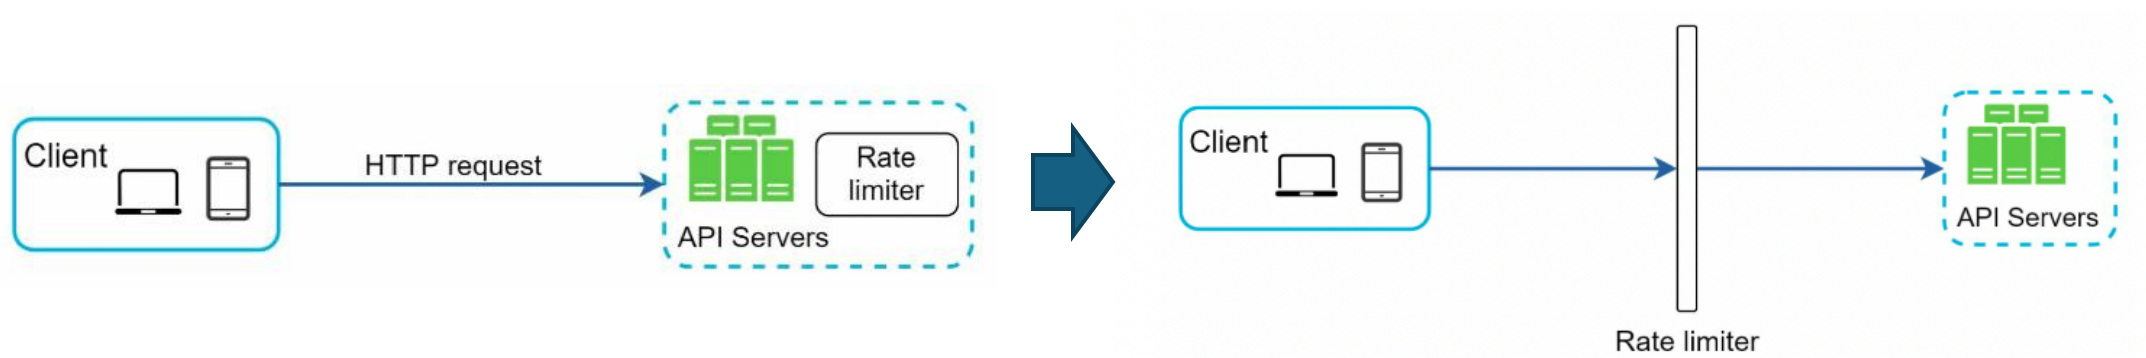 Client
HTTP request
Rate
limiter
API Servers
Client
API Servers
Rate limiter